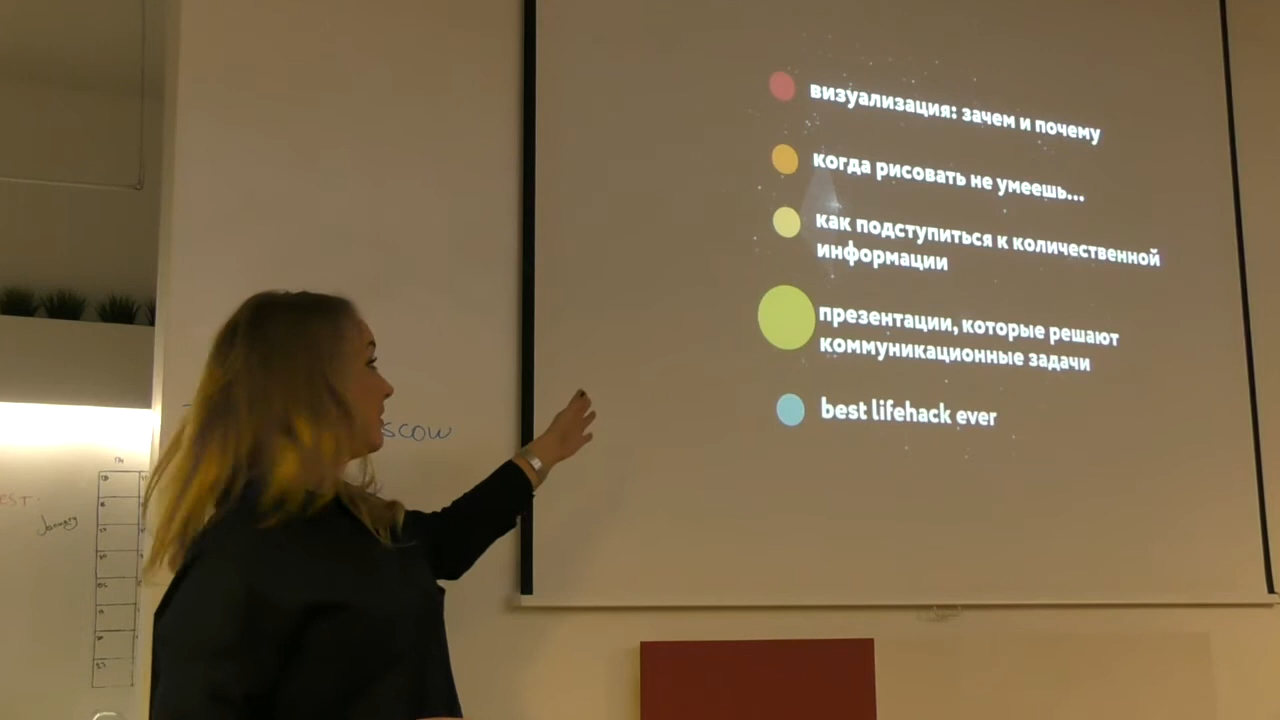 визуализация: зачем и почему
когда рисовать не умеешь...
как подступиться к количественной
информации
презентации, которые решают
коммуникационные задачи
best lifehack ever
January